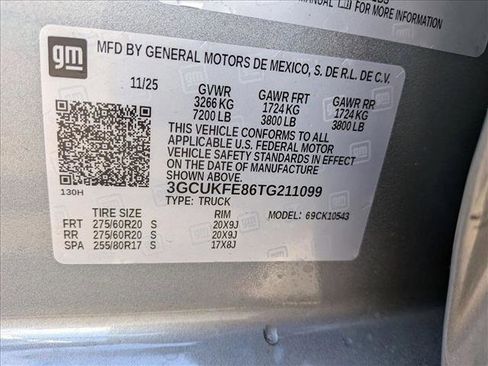 MANUAL FOR MORE INFORMATION
gm
MFD BY GENERAL MOTORS DE MEXICO, S. DE R.L. DE C.V.
11/25 GVWR GAWR FRT GAWR RR
3266 KG 1724 KG 1724 KG
7200 LB 3800 LB 3800 LB
THIS VEHICLE CONFORMS TO ALL
APPLICABLE U.S. FEDERAL MOTOR
VEHICLE SAFETY STANDARDS IN EFFECT
ON THE DATE OF MANUFACTURE SHOWN
ABOVE.
3GCUKFE86TG211099
130H TYPE: TRUCK
TIRE SIZE RIM MODEL: 69CK10543
FRT 275/60R20 S 20X9J
RR 275/60R20 S 20X9J
SPA 255/80R17 S 17X8J